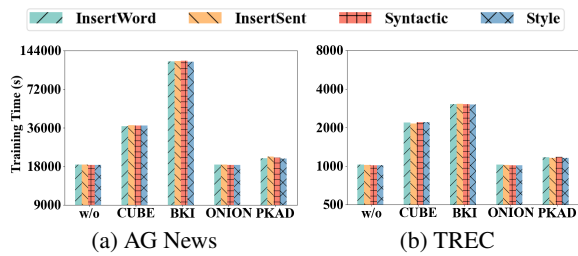 InsertWord InsertSent Syntactic Style
Training Time (s)
144000
72000
36000
18000
9000
w/o CUBE BKI ONION PKAD
(a) AG News
8000
4000
2000
1000
500
w/o CUBE BKI ONION PKAD
(b) TREC